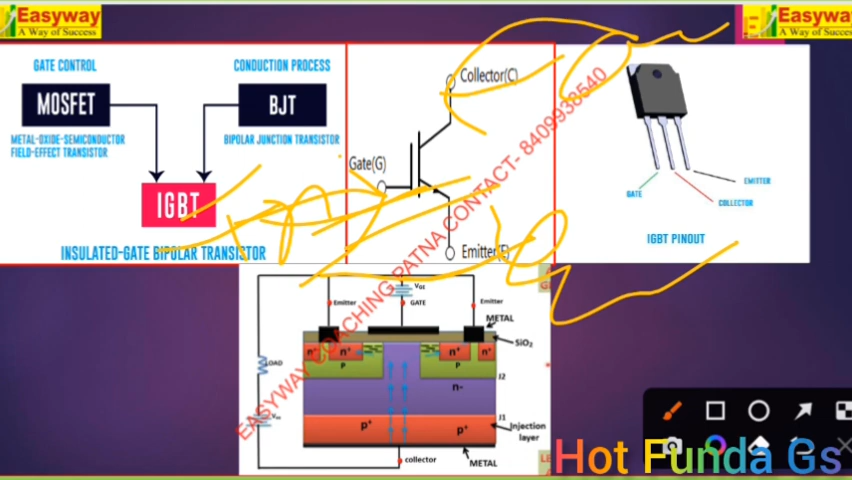 Easyway
A Way of Success
Easyway
A Way of Success
GATE CONTROL
MOSFET
METAL-OXIDE-SEMICONDUCTOR
FIELD-EFFECT TRANSISTOR
CONDUCTION PROCESS
BJT
BIPOLAR JUNCTION TRANSISTOR
IGBT
INSULATED-GATE BIPOLAR TRANSISTOR
Collector(C)
Gate(G)
Emitter(E)
GATE
EMITTER
COLLECTOR
IGBT PINOUT
EASYWAY COACHING PATNA CONTACT- 8409938540
Emitter
GATE
Emitter
METAL
SiO2
n+
n+
n+
n+
P
P
J2
n-
J1
p+
p+
Injection
layer
collector
METAL
Hot Funda Gs